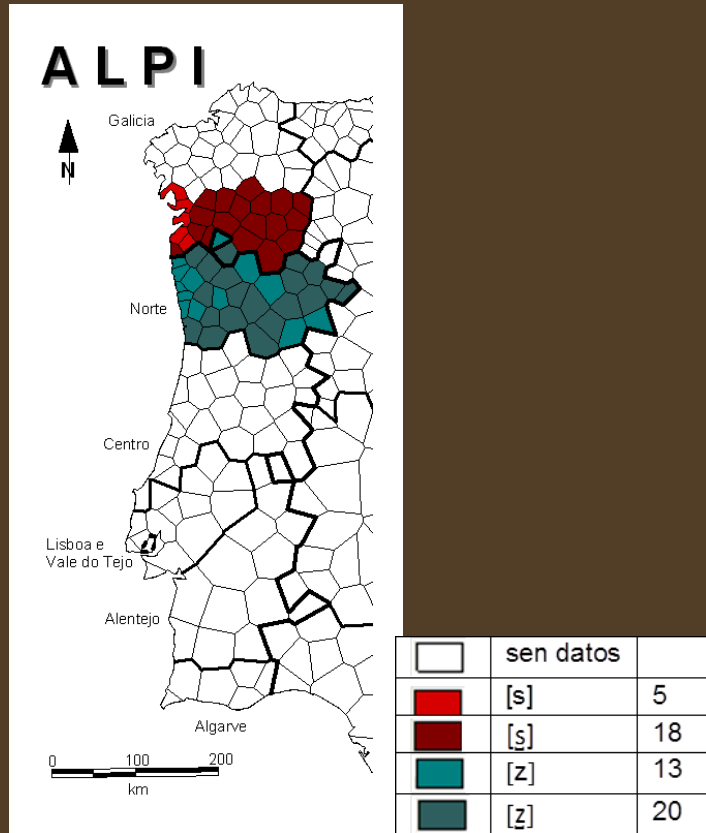 ALPI
Galicia
N
Norte
Centro
Lisboa e
Vale do Tejo
Alentejo
Algarve
0 100 200
km
sen datos
[s] 5
[s̱] 18
[z] 13
[ẕ] 20